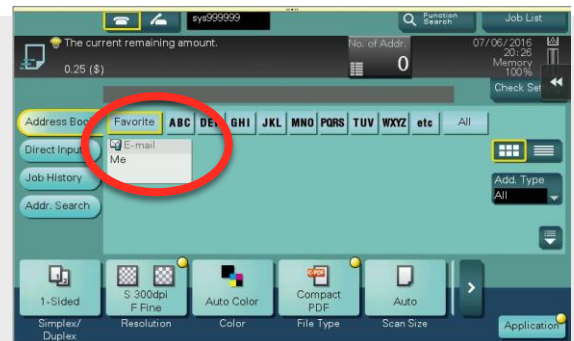 sys999999
Function Search
Job List
The current remaining amount.
0.25 ($)
No. of Addr.
0
07/06/2016
20:26
Memory
100%
Check Set
Address Book
Favorite ABC DEF GHI JKL MNO PQRS TUV WXYZ etc All
Direct Input
E-mail
Me
Job History
Add. Type
All
Addr. Search
1-Sided
S 300dpi
F Fine
Auto Color
Compact
PDF
Auto
Simplex/
Duplex
Resolution
Color
File Type
Scan Size
Application